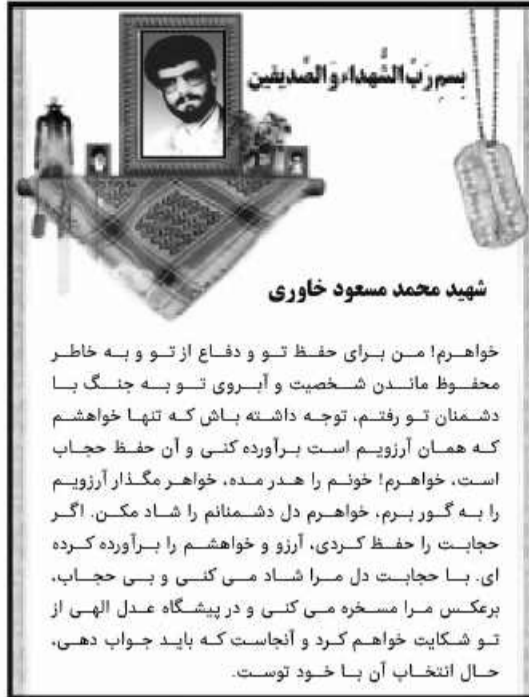 بِسمِ رَبّ الشُّهداء وَ الصِّدیقین
شهید محمد مسعود خاوری
خواهرم! من برای حفظ تو و دفاع از تو و به خاطر
محفوظ ماندن شخصیت و آبروی تو به جنگ با
دشمنان تو رفتم، توجه داشته باش که تنها خواهشم
که همان آرزویم است برآورده کنی و آن حفظ حجاب
است، خواهرم! خونم را هدر مده، خواهر مگذار آرزویم
را به گور برم، خواهرم دل دشمنانم را شاد مکن. اگر
حجابت را حفظ کردی، آرزو و خواهشم را برآورده کرده
ای. با حجابت دل مرا شاد می کنی و بی حجاب،
برعکس مرا مسخره می کنی و در پیشگاه عدل الهی از
تو شکایت خواهم کرد و آنجاست که باید جواب دهی،
حال انتخاب آن با خود توست.